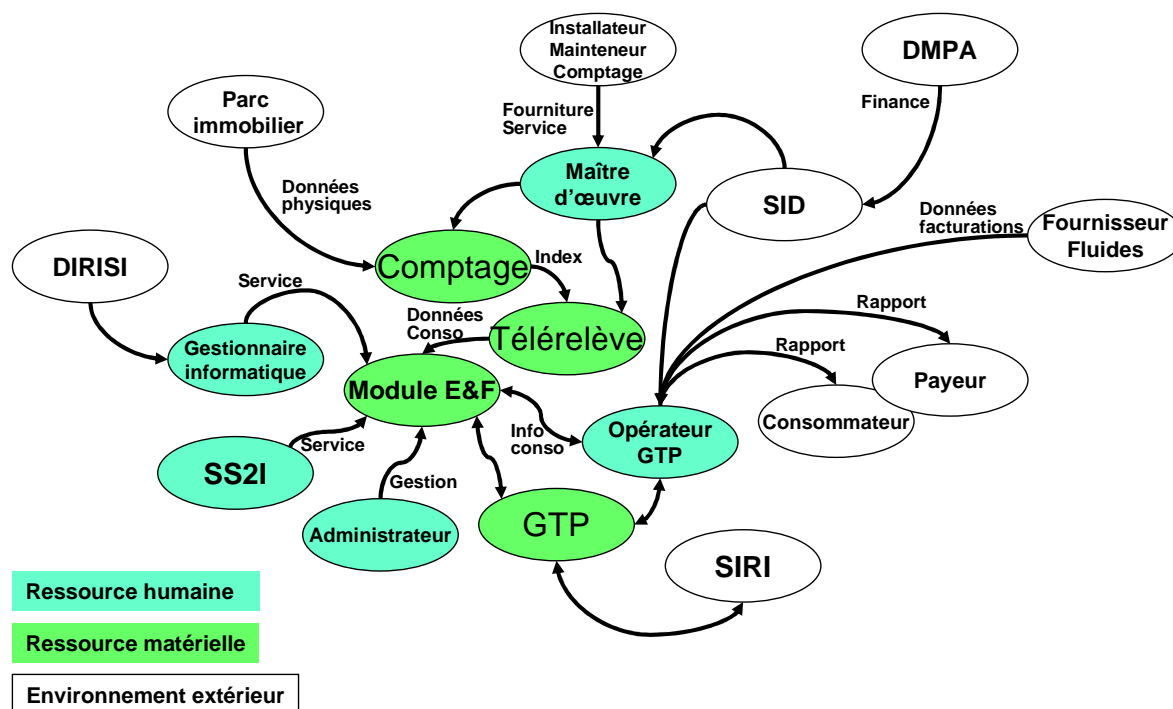 Installateur
Mainteneur
Comptage
DMPA
Finance
Parc
immobilier
Fourniture
Service
Maître
d'œuvre
SID
Données
physiques
Données
facturations
Fournisseur
Fluides
DIRISI
Comptage
Index
Service
Données
Conso
Télérelève
Rapport
Gestionnaire
informatique
Rapport
Module E&F
Payeur
Consommateur
Service
Info
conso
Opérateur
GTP
SS2I
Gestion
Administrateur
GTP
SIRI
Ressource humaine
Ressource matérielle
Environnement extérieur